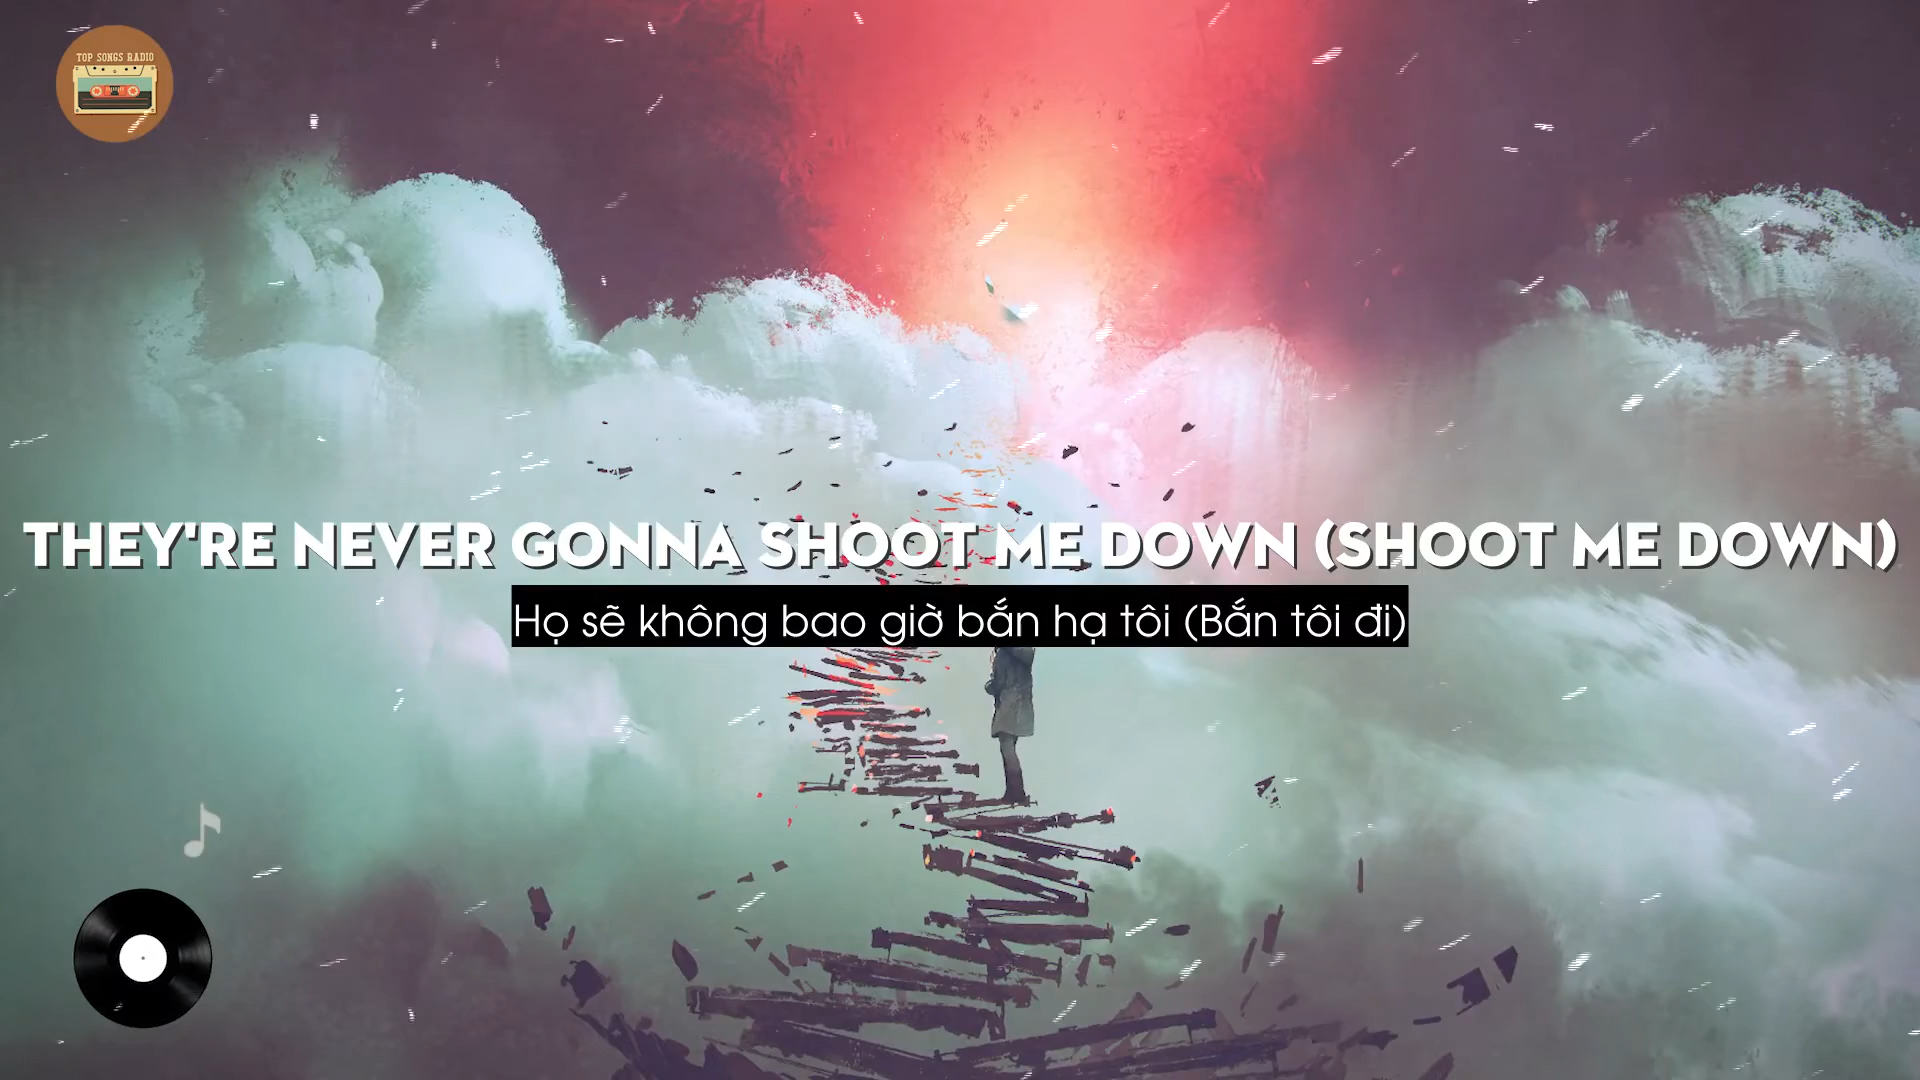 TOP SONGS RADIO
THEY'RE NEVER GONNA SHOOT ME DOWN (SHOOT ME DOWN)
Họ sẽ không bao giờ bắn hạ tôi (Bắn tôi đi)